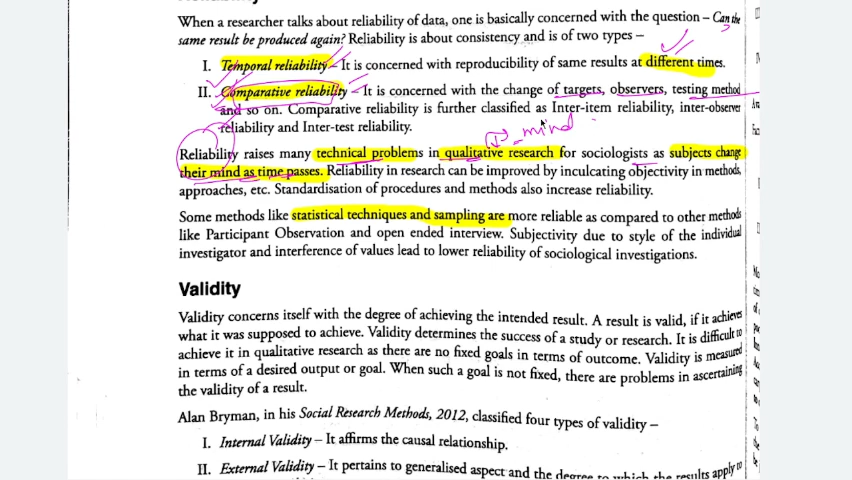 When a researcher talks about reliability of data, one is basically concerned with the question – Can the
same result be produced again? Reliability is about consistency and is of two types –
I. Temporal reliability – It is concerned with reproducibility of same results at different times.
II. Comparative reliability – It is concerned with the change of targets, observers, testing method
and so on. Comparative reliability is further classified as Inter-item reliability, inter-observer
reliability and Inter-test reliability.
mind
Reliability raises many technical problems in qualitative research for sociologists as subjects change
their mind as time passes. Reliability in research can be improved by inculcating objectivity in methods,
approaches, etc. Standardisation of procedures and methods also increase reliability.
Some methods like statistical techniques and sampling are more reliable as compared to other methods
like Participant Observation and open ended interview. Subjectivity due to style of the individual
investigator and interference of values lead to lower reliability of sociological investigations.
Validity
Validity concerns itself with the degree of achieving the intended result. A result is valid, if it achieves
what it was supposed to achieve. Validity determines the success of a study or research. It is difficult to
achieve it in qualitative research as there are no fixed goals in terms of outcome. Validity is measured
in terms of a desired output or goal. When such a goal is not fixed, there are problems in ascertaining
the validity of a result.
Alan Bryman, in his Social Research Methods, 2012, classified four types of validity –
I. Internal Validity – It affirms the causal relationship.
II. External Validity – It pertains to generalised aspect and the degree to which the results apply to